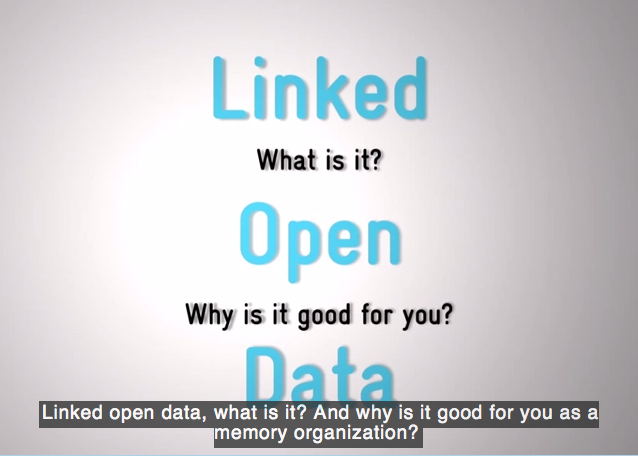 Linked
What is it?
Open
Why is it good for you?
Data
Linked open data, what is it? And why is it good for you as a
memory organization?